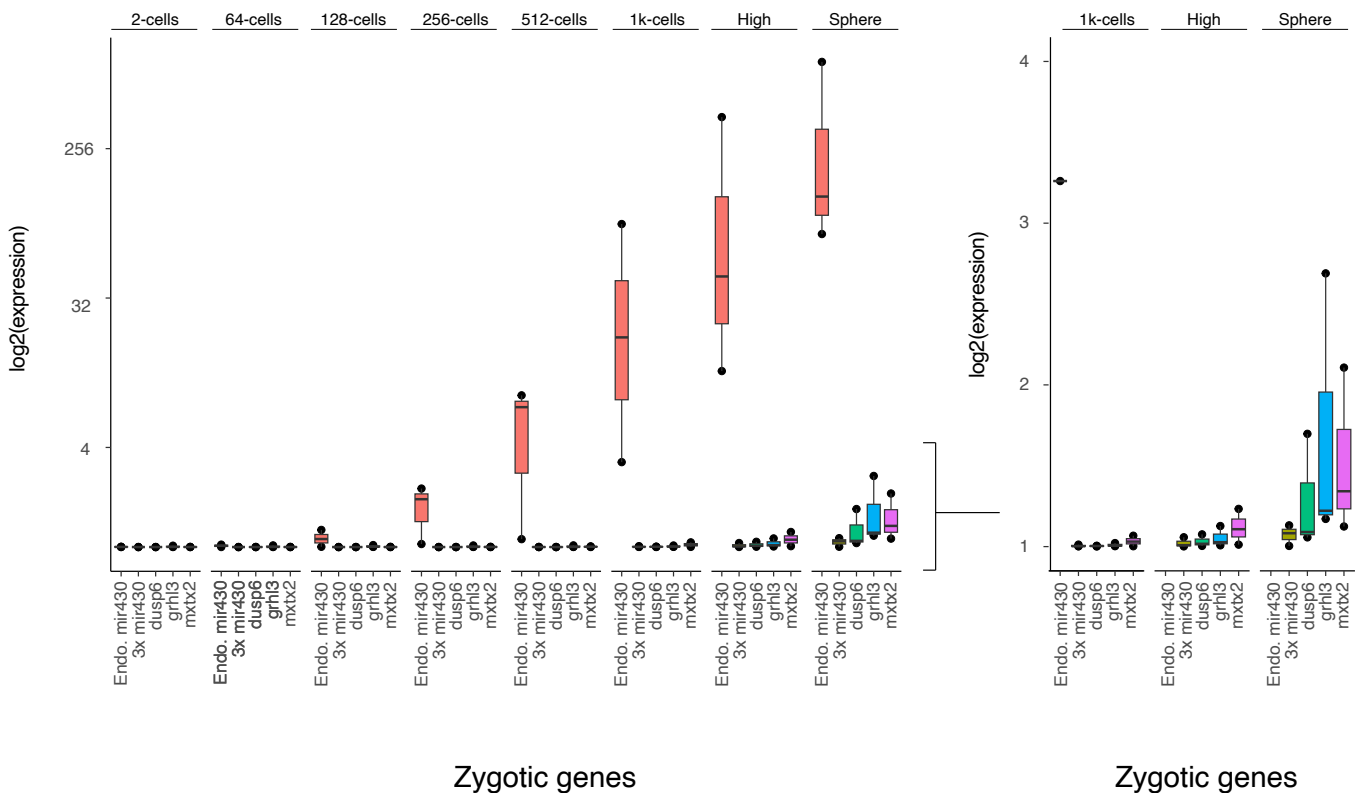 2-cells 64-cells 128-cells 256-cells 512-cells 1k-cells High Sphere
256
32
4
log2(expression)
Endo. mir430 3x mir430 dusp6 grhl3 mxtx2 Endo. mir430 3x mir430 dusp6 grhl3 mxtx2 Endo. mir430 3x mir430 dusp6 grhl3 mxtx2 Endo. mir430 3x mir430 dusp6 grhl3 mxtx2 Endo. mir430 3x mir430 dusp6 grhl3 mxtx2 Endo. mir430 3x mir430 dusp6 grhl3 mxtx2 Endo. mir430 3x mir430 dusp6 grhl3 mxtx2 Endo. mir430 3x mir430 dusp6 grhl3 mxtx2
Zygotic genes
1k-cells High Sphere
4
3
2
1
log2(expression)
Endo. mir430 3x mir430 dusp6 grhl3 mxtx2 Endo. mir430 3x mir430 dusp6 grhl3 mxtx2 Endo. mir430 3x mir430 dusp6 grhl3 mxtx2
Zygotic genes